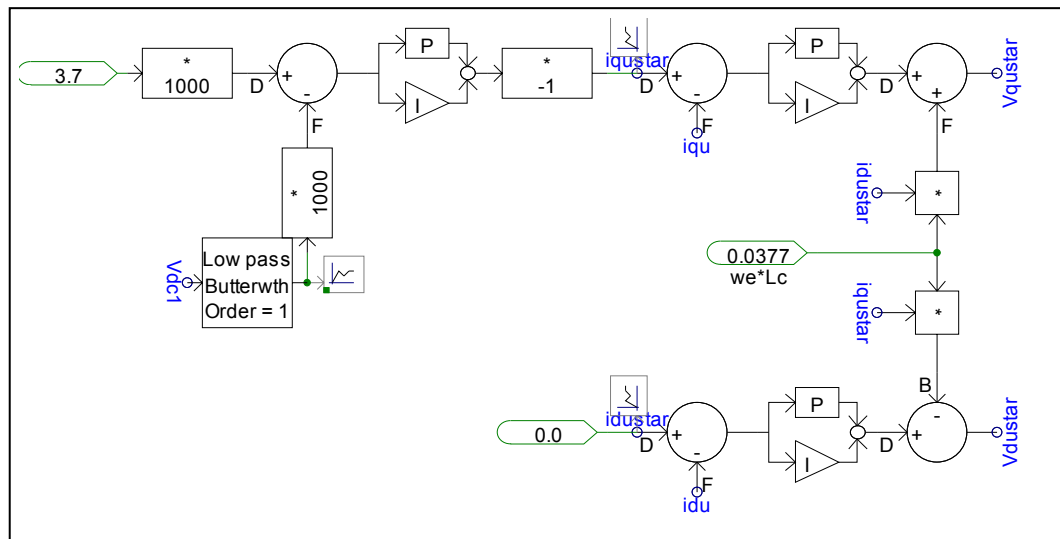 3.7
*
1000
D
+
-
F
P
I
*
-1
iqustar
D
+
-
F
iqu
P
I
D
+
+
F
Vqustar
*
1000
Vdc1
Low pass
Butterwth
Order = 1
idustar
*
0.0377
we*Lc
iqustar
*
B
0.0
idustar
D
+
-
F
idu
P
I
D
+
-
Vdustar